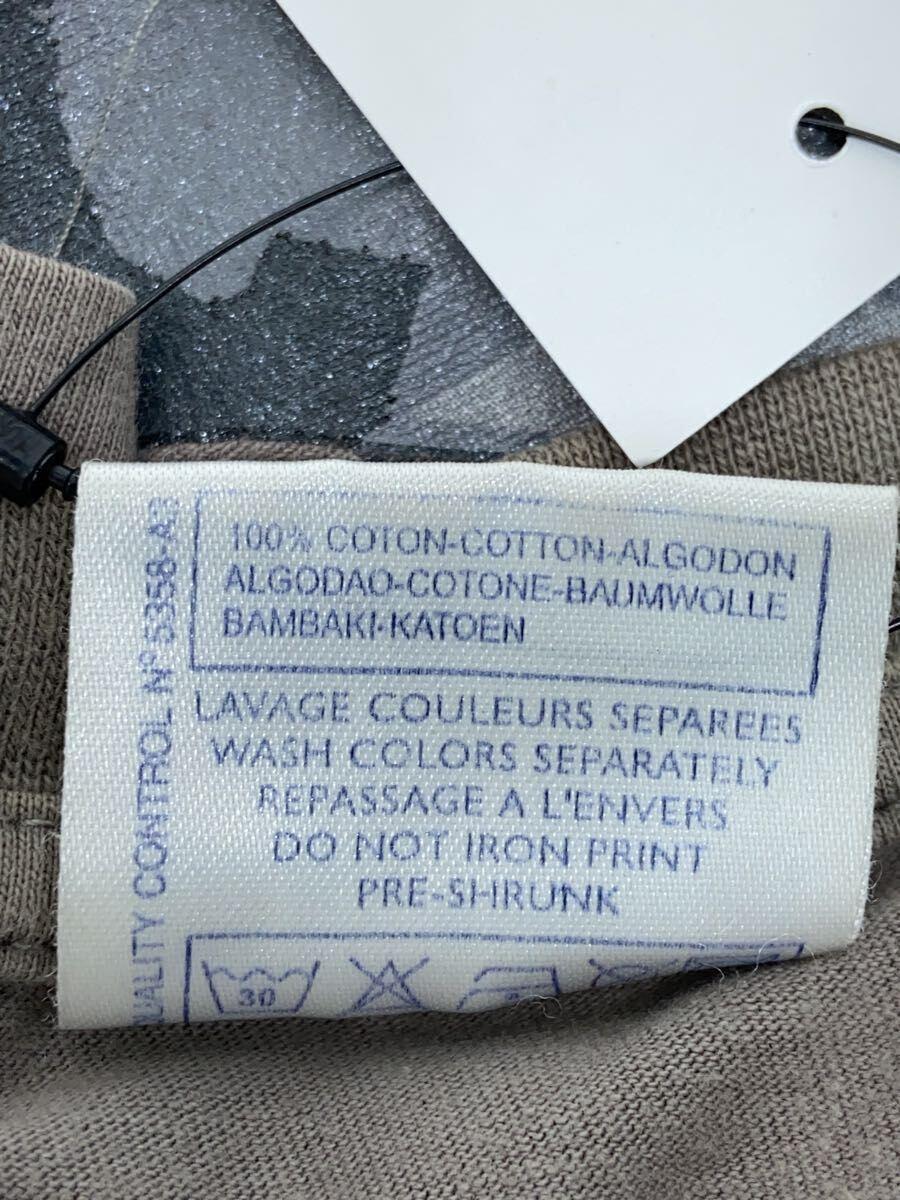 100% COTON-COTTON-ALGODON
ALGODAO-COTONE-BAUMWOLLE
BAMBAKI-KATOEN
LAVAGE COULEURS SEPAREES
WASH COLORS SEPARATELY
REPASSAGE A L'ENVERS
DO NOT IRON PRINT
PRE-SHRUNK
30
QUALITY CONTROL N° 5358-A3